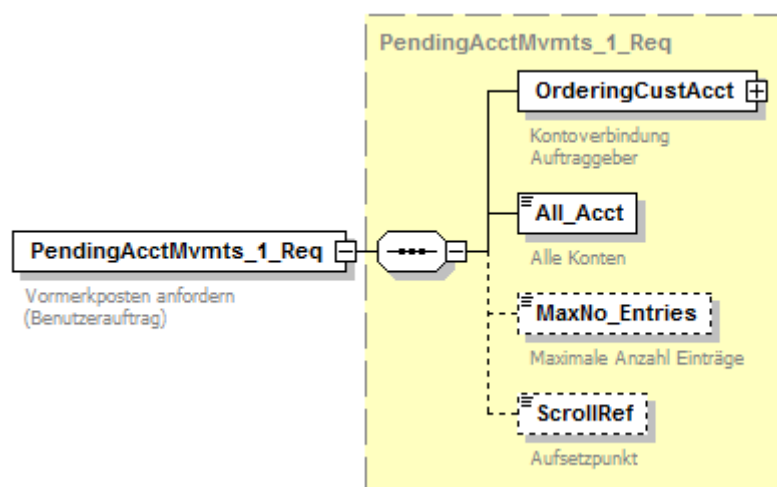 PendingAcctMvmts_1_Req
OrderingCustAcct
Kontoverbindung
Auftraggeber
All_Acct
Alle Konten
PendingAcctMvmts_1_Req
Vormerkposten anfordern
(Benutzerauftrag)
MaxNo_Entries
Maximale Anzahl Einträge
ScrollRef
Aufsetzpunkt